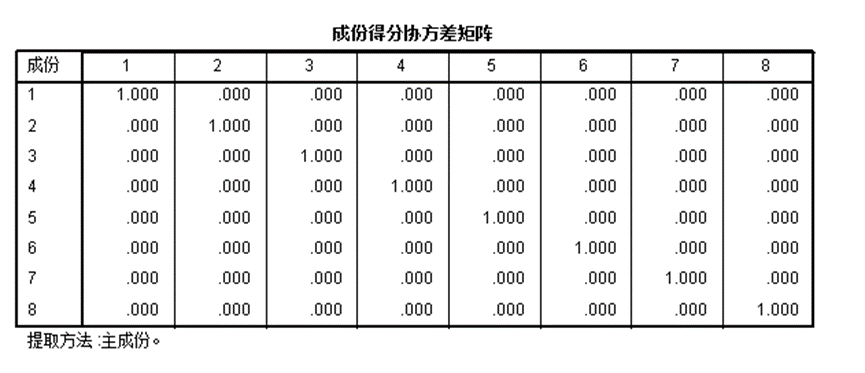 成份得分协方差矩阵
成份 1 2 3 4 5 6 7 8
1 1.000 .000 .000 .000 .000 .000 .000 .000
2 .000 1.000 .000 .000 .000 .000 .000 .000
3 .000 .000 1.000 .000 .000 .000 .000 .000
4 .000 .000 .000 1.000 .000 .000 .000 .000
5 .000 .000 .000 .000 1.000 .000 .000 .000
6 .000 .000 .000 .000 .000 1.000 .000 .000
7 .000 .000 .000 .000 .000 .000 1.000 .000
8 .000 .000 .000 .000 .000 .000 .000 1.000
提取方法 :主成份。